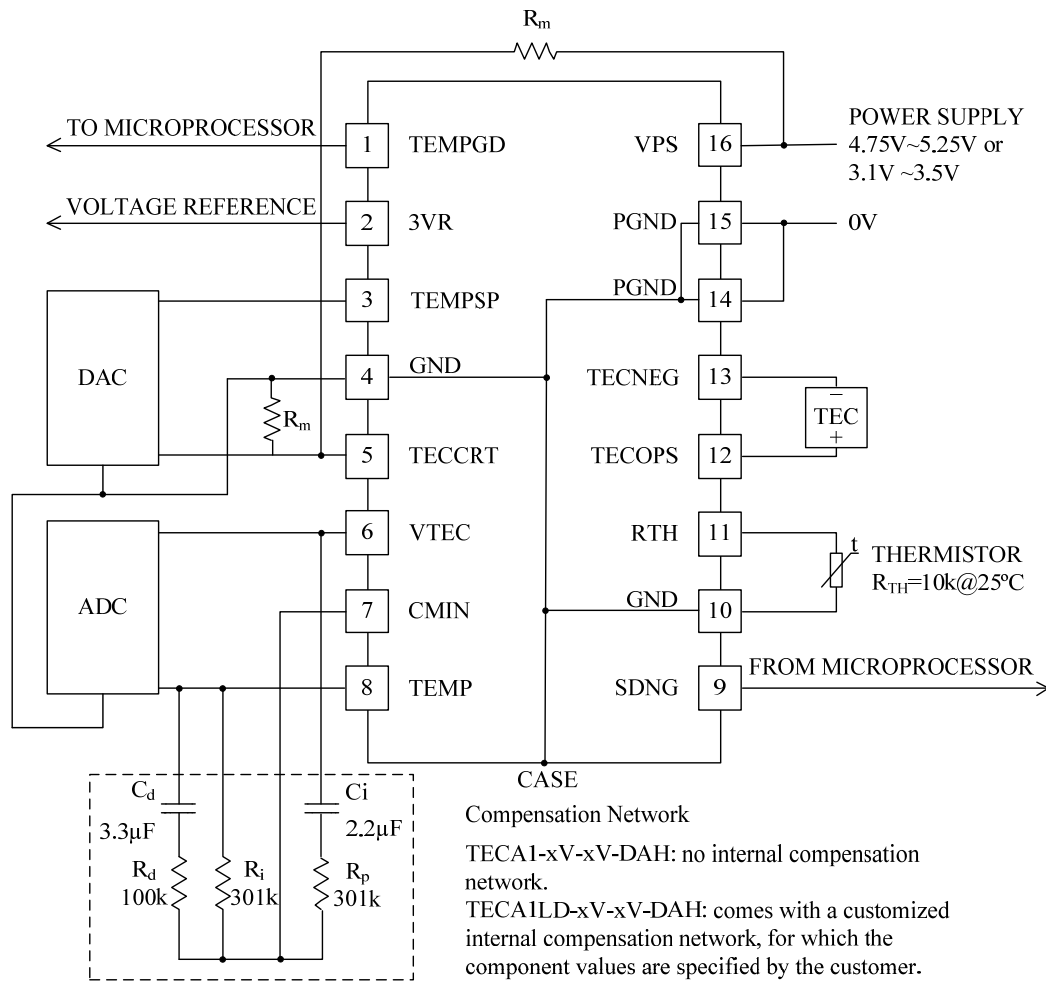 Rm
TO MICROPROCESSOR
1
TEMPGD
VPS
16
POWER SUPPLY
4.75V~5.25V or
3.1V ~3.5V
VOLTAGE REFERENCE
2
3VR
PGND
15
0V
3
TEMPSP
PGND
14
DAC
4
GND
TECNEG
13
−
TEC
+
Rm
5
TECCRT
TECOPS
12
6
VTEC
RTH
11
t
THERMISTOR
RTH=10k@25ºC
ADC
7
CMIN
GND
10
8
TEMP
SDNG
9
FROM MICROPROCESSOR
CASE
Cd
3.3µF
Ci
2.2µF
Rd
100k
Ri
301k
Rp
301k
Compensation Network
TECA1-xV-xV-DAH: no internal compensation
network.
TECA1LD-xV-xV-DAH: comes with a customized
internal compensation network, for which the
component values are specified by the customer.